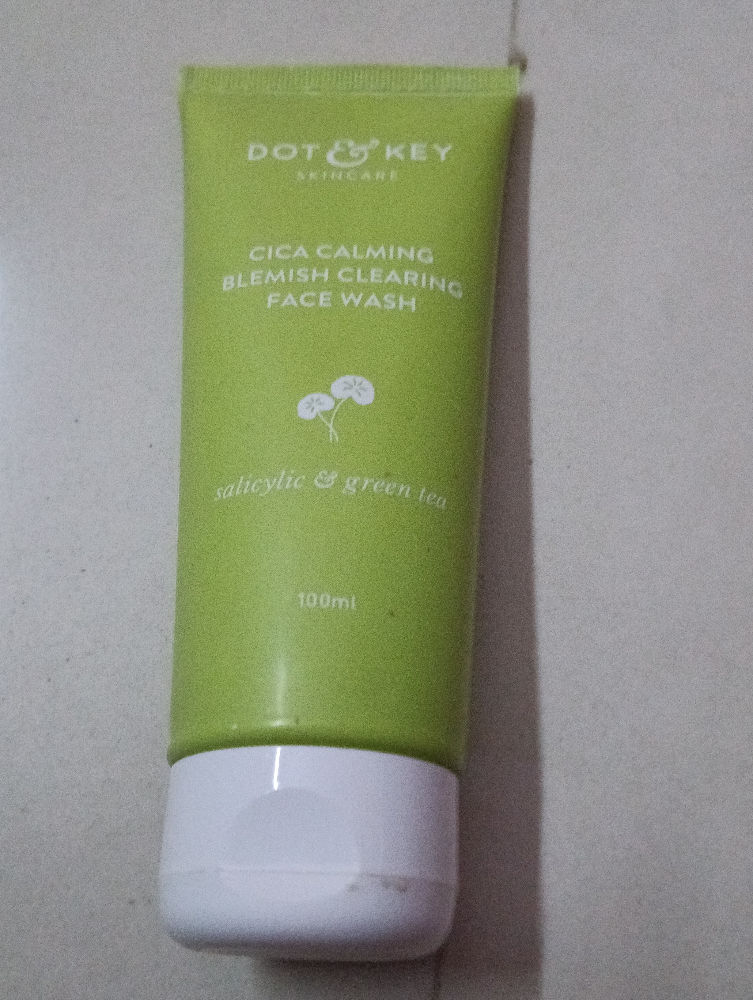 DOT & KEY
SKINCARE
CICA CALMING
BLEMISH CLEARING
FACE WASH
salicylic & green tea
100ml